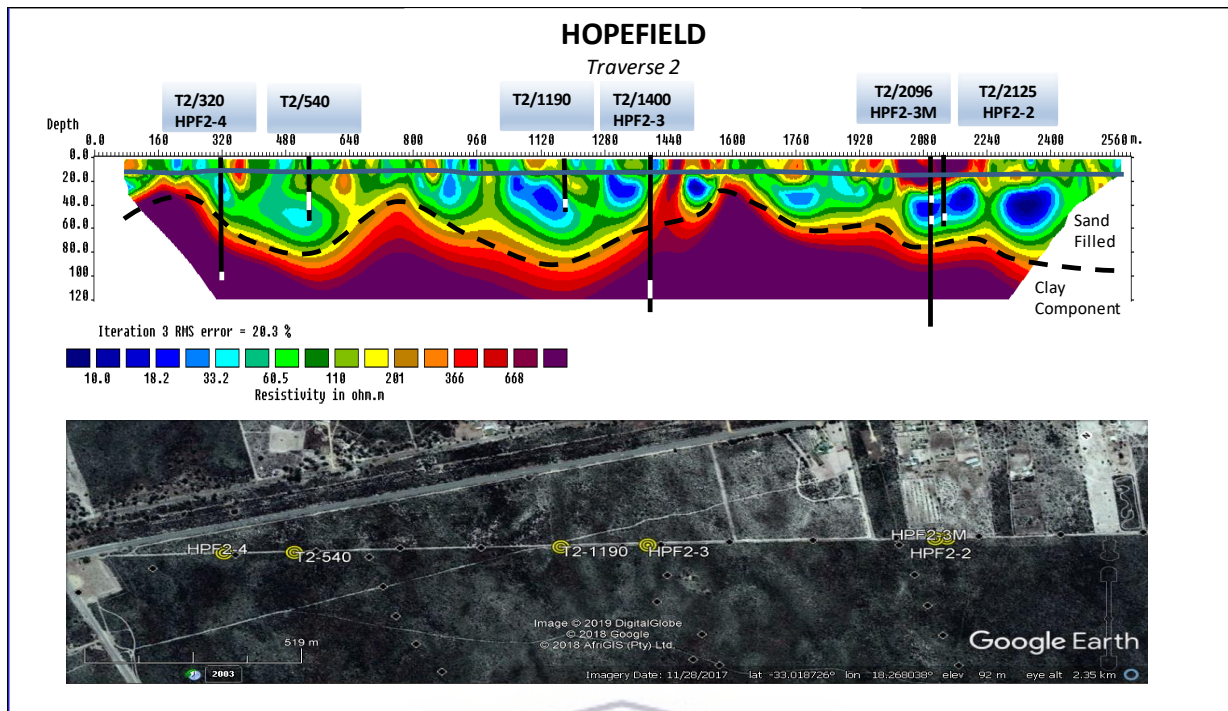 HOPEFIELD
Traverse 2
T2/320
HPF2-4
T2/540
T2/1190
T2/1400
HPF2-3
T2/2096
HPF2-3M
T2/2125
HPF2-2
Depth
0.0 160 320 480 640 800 960 1120 1280 1440 1600 1760 1920 2080 2240 2400 2560 m.
0.0
20.0
40.0
60.0
80.0
100.
120.
Sand
Filled
Clay
Component
Iteration 3 RMS error = 20.3 %
10.0 18.2 33.2 60.5 110 201 366 668
Resistivity in ohm.m
N
HPF2-4
T2-540
T2-1190
HPF2-3
HPF2-3M
HPF2-2
519 m
Image © 2019 DigitalGlobe
© 2018 Google
© 2018 AfriGIS (Pty) Ltd.
Google Earth
2003
Imagery Date: 11/28/2017 lat -33.018726° lon 18.268038° elev 92 m eye alt 2.35 km